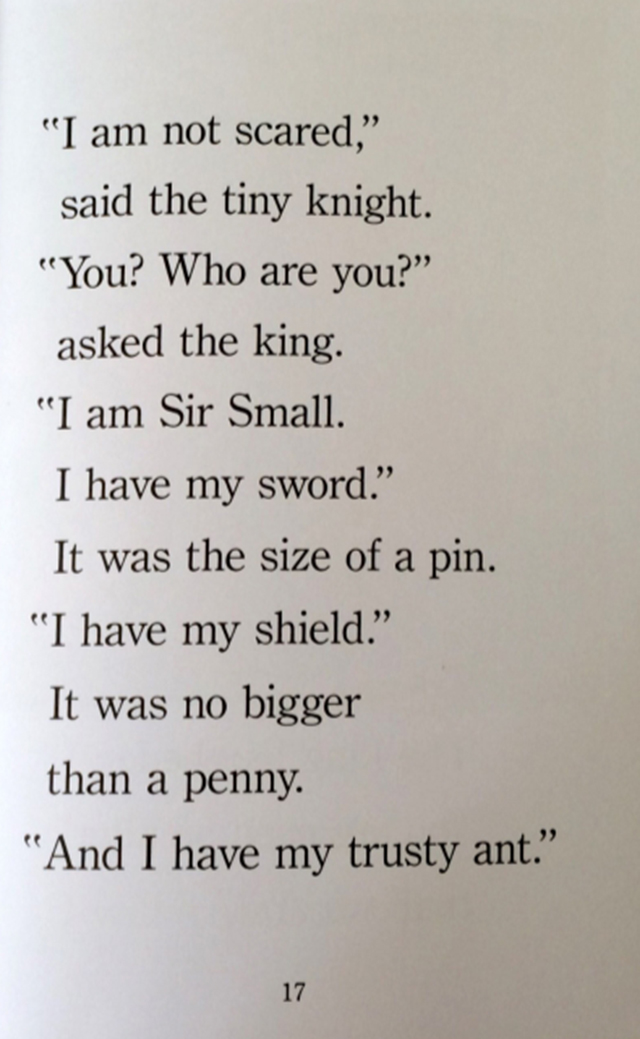 “I am not scared,”
said the tiny knight.
“You? Who are you?”
asked the king.
“I am Sir Small.
I have my sword.”
It was the size of a pin.
“I have my shield.”
It was no bigger
than a penny.
“And I have my trusty ant.”
17